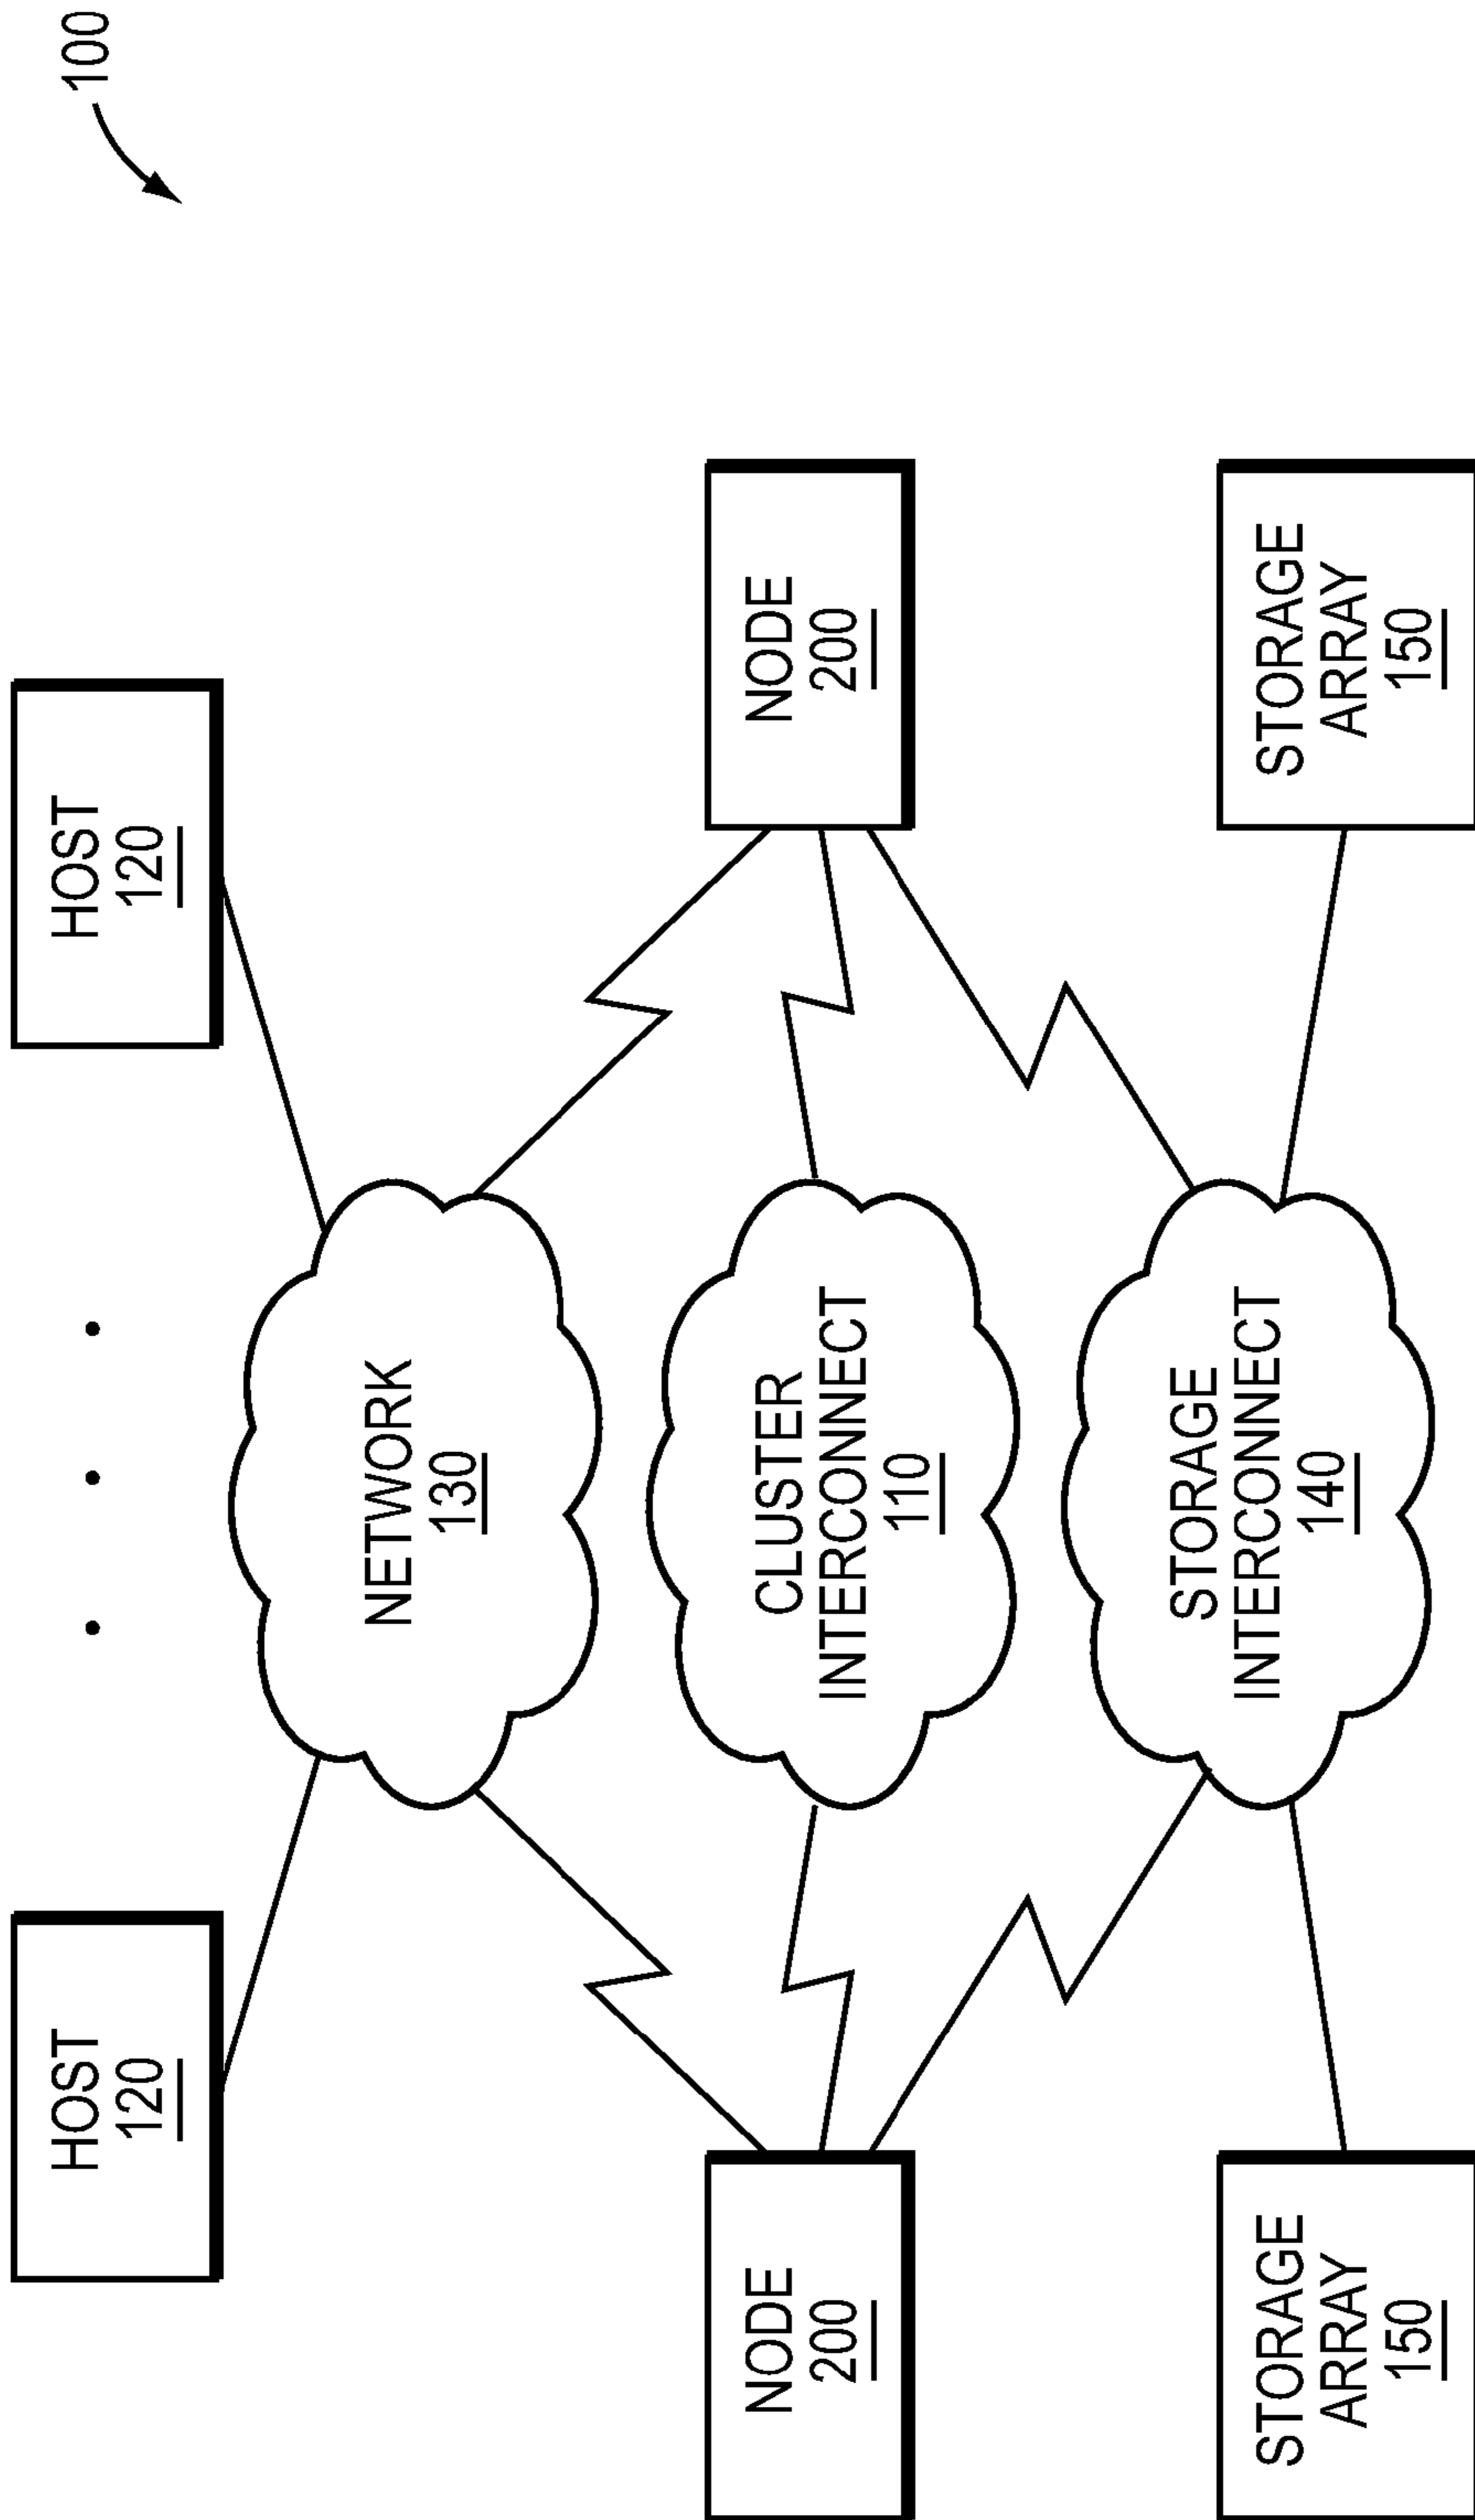 100
HOST
120
. . .
HOST
120
NETWORK
130
NODE
200
CLUSTER
INTERCONNECT
110
NODE
200
STORAGE
INTERCONNECT
140
STORAGE
ARRAY
150
STORAGE
ARRAY
150